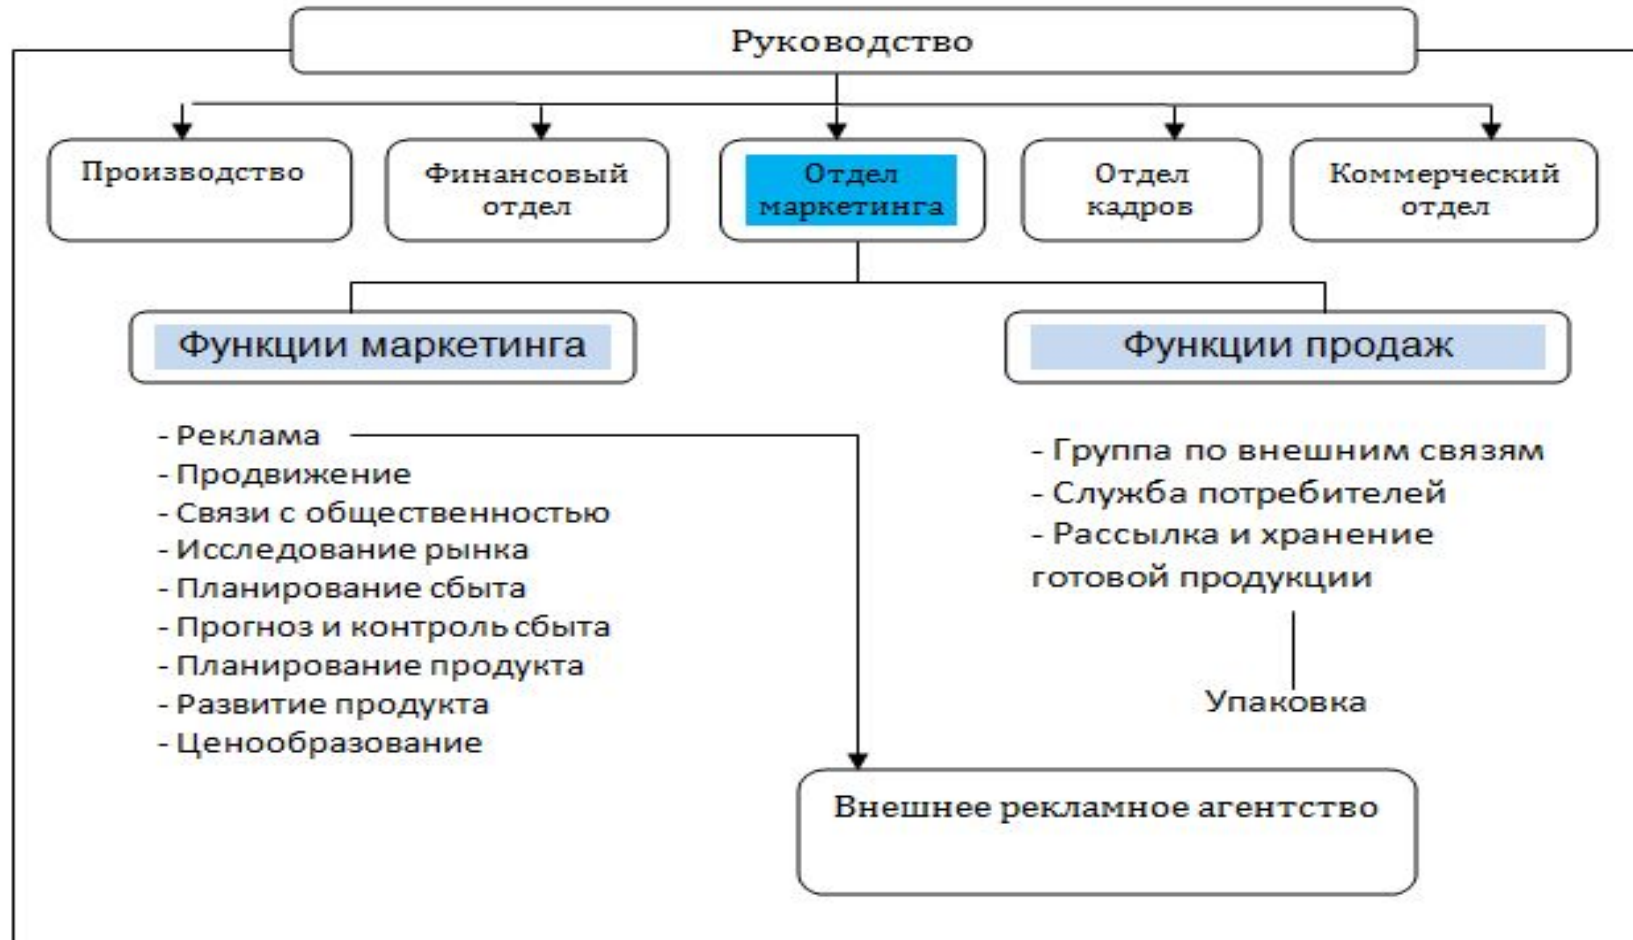 Руководство
Производство
Финансовый
отдел
Отдел
маркетинга
Отдел
кадров
Коммерческий
отдел
Функции маркетинга
Функции продаж
- Реклама
- Продвижение
- Связи с общественностью
- Исследование рынка
- Планирование сбыта
- Прогноз и контроль сбыта
- Планирование продукта
- Развитие продукта
- Ценообразование
- Группа по внешним связям
- Служба потребителей
- Рассылка и хранение
готовой продукции
Упаковка
Внешнее рекламное агентство